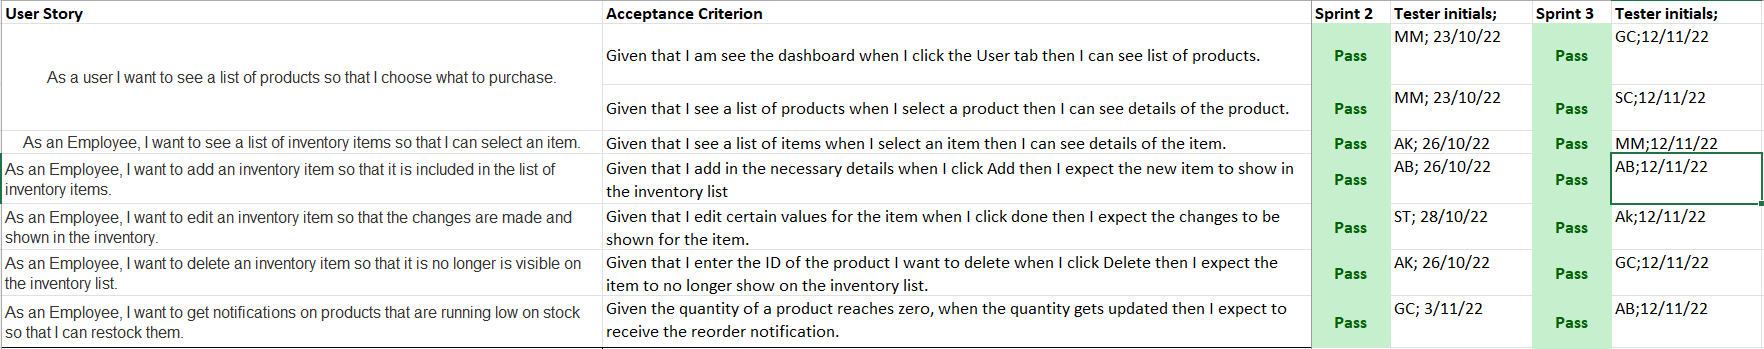 User Story Acceptance Criterion Sprint 2 Tester initials; Sprint 3 Tester initials;
As a user I want to see a list of products so that I choose what to purchase.
Given that I am see the dashboard when I click the User tab then I can see list of products.
Pass
MM; 23/10/22
Pass
GC;12/11/22
Given that I see a list of products when I select a product then I can see details of the product.
Pass
MM; 23/10/22
Pass
SC;12/11/22
As an Employee, I want to see a list of inventory items so that I can select an item.
Given that I see a list of items when I select an item then I can see details of the item.
Pass
AK; 26/10/22
Pass
MM;12/11/22
As an Employee, I want to add an inventory item so that it is included in the list of
inventory items.
Given that I add in the necessary details when I click Add then I expect the new item to show in
the inventory list
Pass
AB; 26/10/22
Pass
AB;12/11/22
As an Employee, I want to edit an inventory item so that the changes are made and
shown in the inventory.
Given that I edit certain values for the item when I click done then I expect the changes to be
shown for the item.
Pass
ST; 28/10/22
Pass
Ak;12/11/22
As an Employee, I want to delete an inventory item so that it is no longer is visible on
the inventory list.
Given that I enter the ID of the product I want to delete when I click Delete then I expect the
item to no longer show on the inventory list.
Pass
AK; 26/10/22
Pass
GC;12/11/22
As an Employee, I want to get notifications on products that are running low on stock
so that I can restock them.
Given the quantity of a product reaches zero, when the quantity gets updated then I expect to
receive the reorder notification.
Pass
GC; 3/11/22
Pass
AB;12/11/22